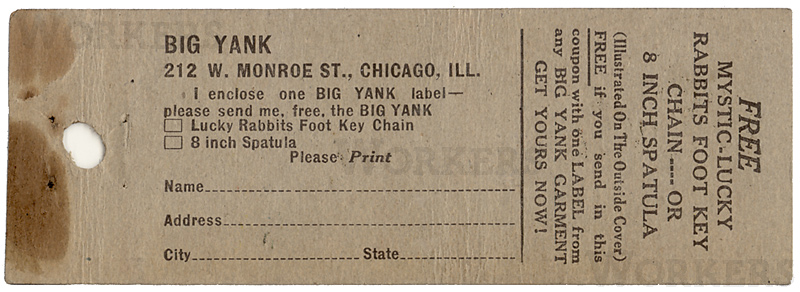 BIG YANK
212 W. MONROE ST., CHICAGO, ILL.
I enclose one BIG YANK label—
please send me, free, the BIG YANK
☐ Lucky Rabbits Foot Key Chain
☐ 8 inch Spatula
Please Print
Name
Address
City State
FREE
MYSTIC-LUCKY
RABBITS FOOT KEY
CHAIN----OR
8 INCH SPATULA
(Illustrated On The Outside Cover)
FREE if you send in this
coupon with one LABEL from
any BIG YANK GARMENT
GET YOURS NOW!
WORKERS
WORKERS
WORKERS